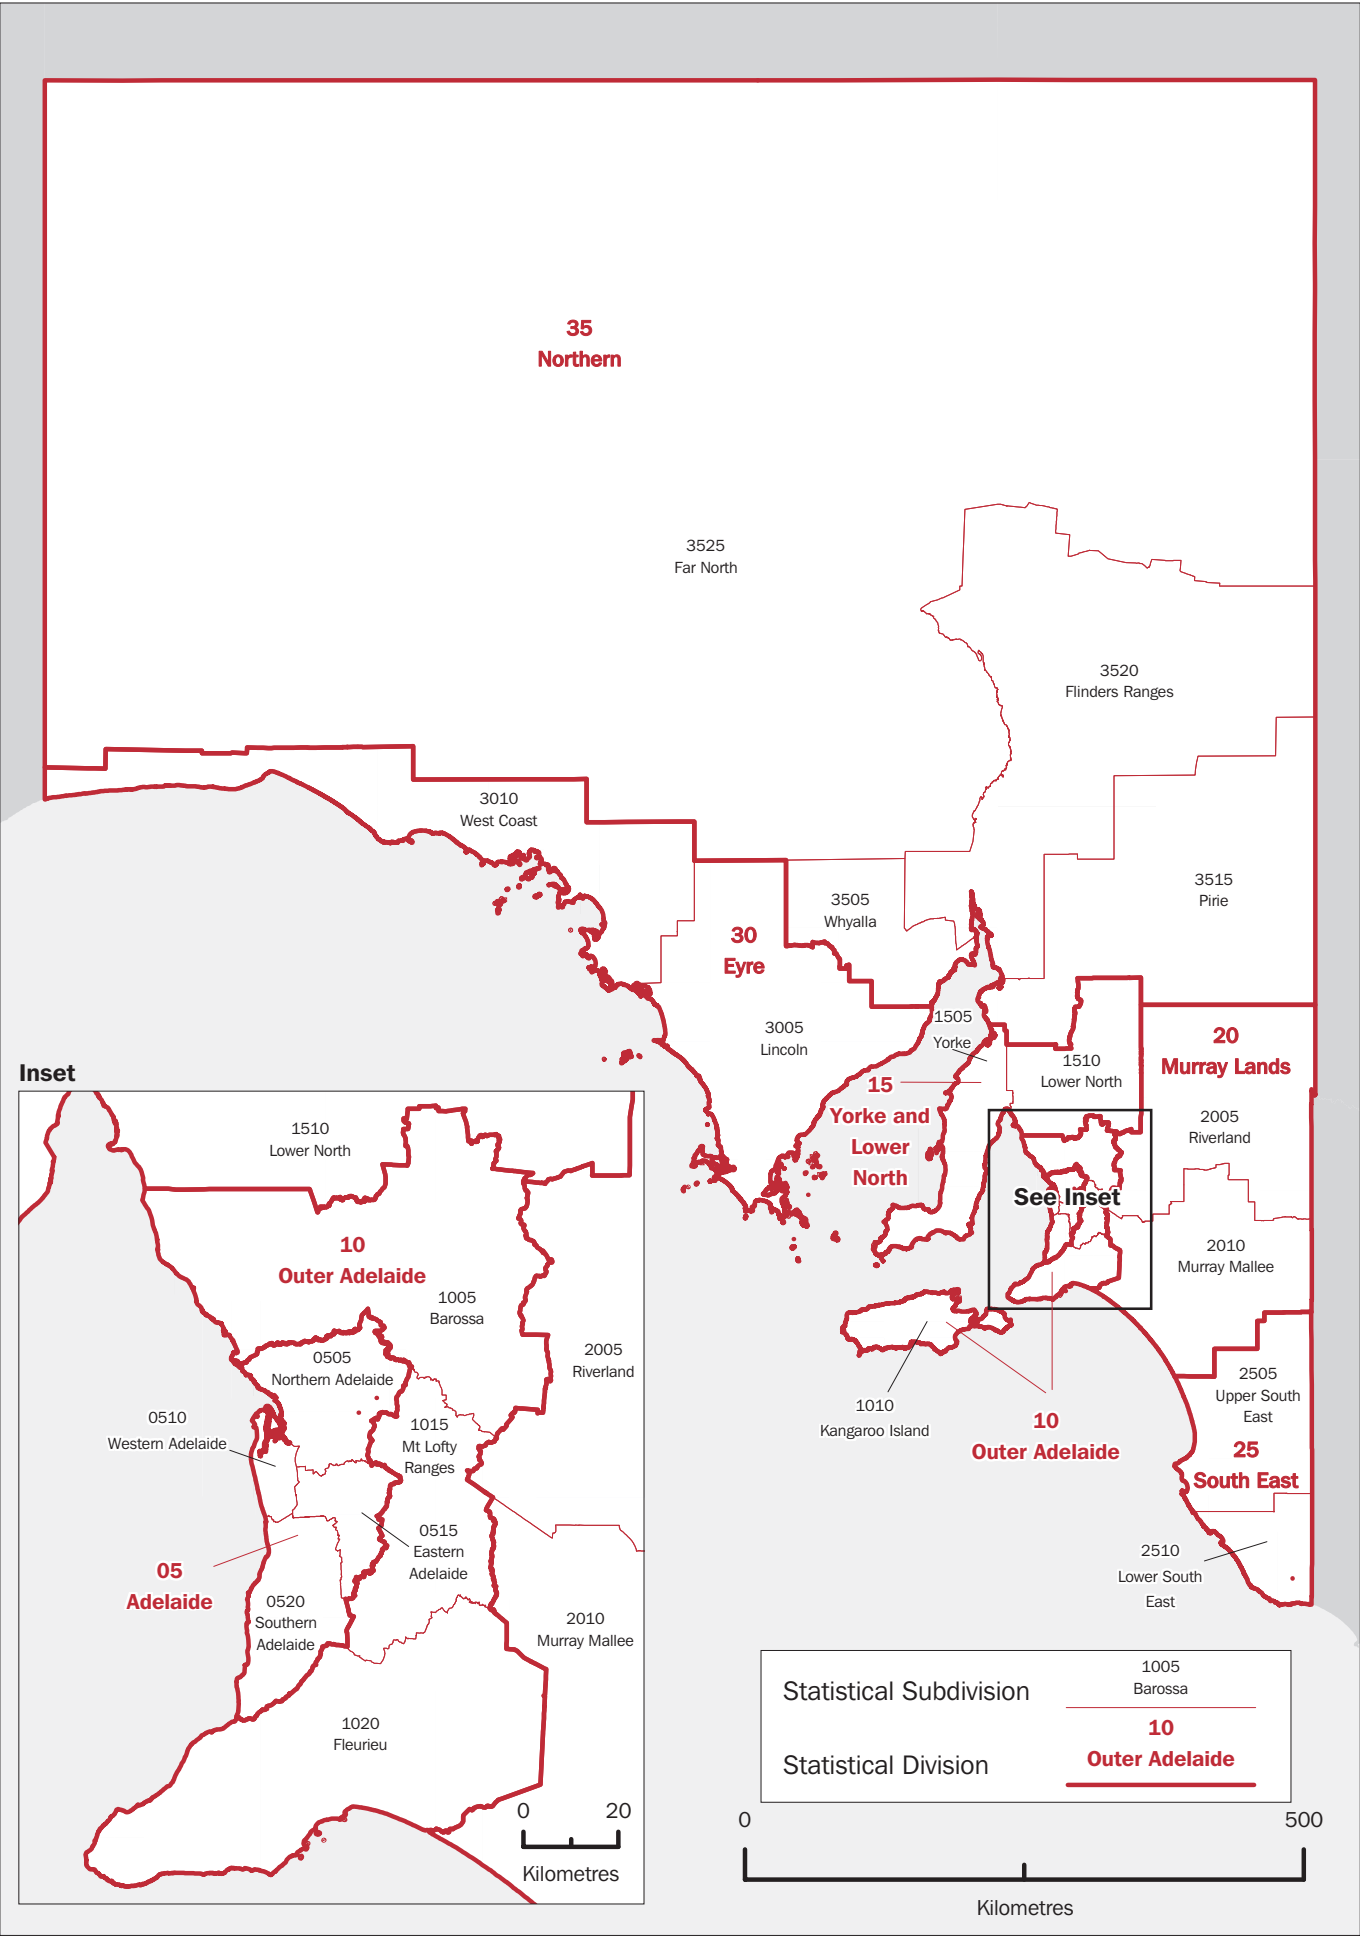 35
Northern
3525
Far North
3520
Flinders Ranges
3010
West Coast
3505
Whyalla
3515
Pirie
30
Eyre
3005
Lincoln
1505
Yorke
1510
Lower North
20
Murray Lands
15
Yorke and
Lower
North
2005
Riverland
See Inset
2010
Murray Mallee
1010
Kangaroo Island
10
Outer Adelaide
2505
Upper South
East
25
South East
2510
Lower South
East
Inset
1510
Lower North
10
Outer Adelaide
1005
Barossa
0505
Northern Adelaide
2005
Riverland
0510
Western Adelaide
1015
Mt Lofty
Ranges
0515
Eastern
Adelaide
05
Adelaide
0520
Southern
Adelaide
2010
Murray Mallee
1020
Fleurieu
0 20
Kilometres
Statistical Subdivision
1005
Barossa
Statistical Division
10
Outer Adelaide
0 500
Kilometres